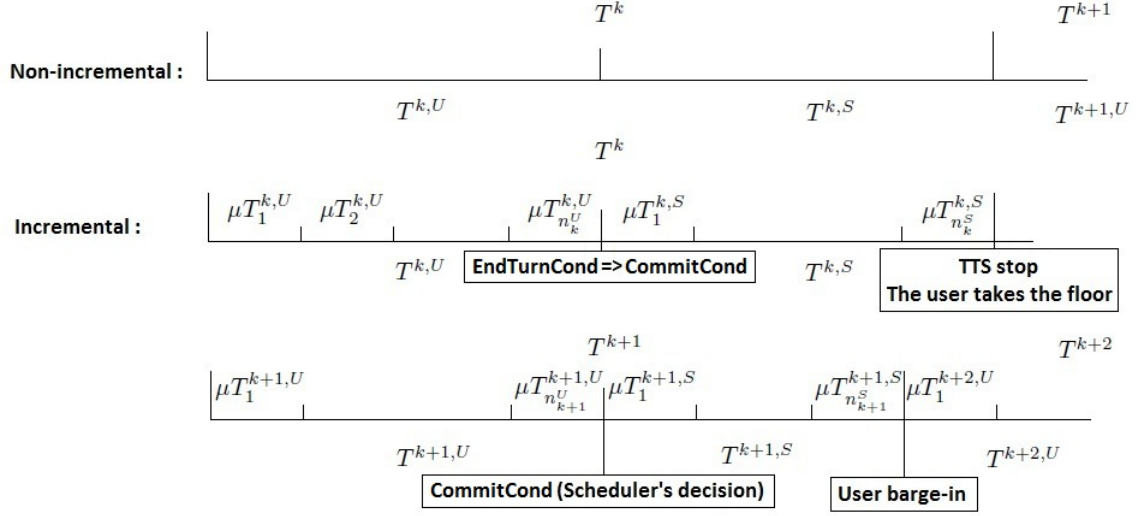 T^k T^{k+1}
Non-incremental :
T^{k,U} T^{k,S} T^{k+1,U}
T^k
μT_1^{k,U} μT_2^{k,U} μT_{n_k^U}^{k,U} μT_1^{k,S} μT_{n_k^S}^{k,S}
Incremental :
T^{k,U} EndTurnCond => CommitCond T^{k,S} TTS stop
The user takes the floor
T^{k+1} T^{k+2}
μT_1^{k+1,U} μT_{n_{k+1}^U}^{k+1,U} μT_1^{k+1,S} μT_{n_{k+1}^S}^{k+1,S} μT_1^{k+2,U}
T^{k+1,U} T^{k+1,S} T^{k+2,U}
CommitCond (Scheduler's decision) User barge-in